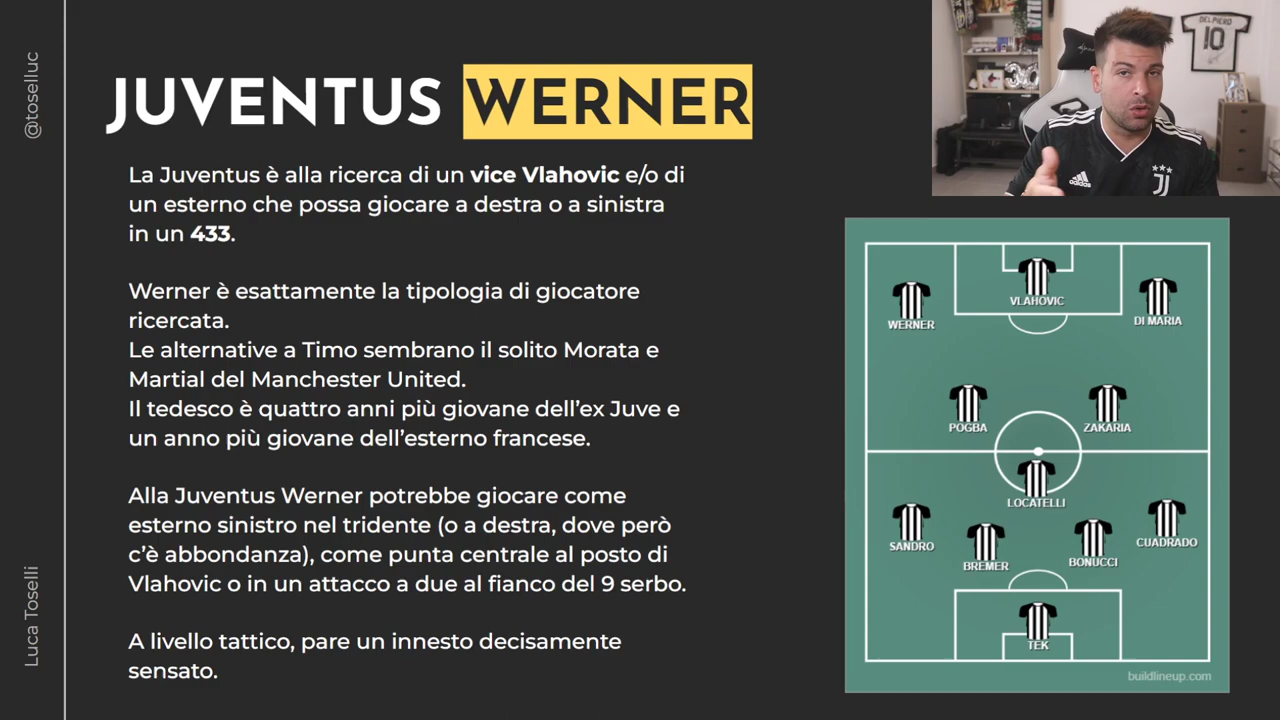 @toselluc
Luca Toselli
JUVENTUS WERNER
La Juventus è alla ricerca di un vice Vlahovic e/o di
un esterno che possa giocare a destra o a sinistra
in un 433.
Werner è esattamente la tipologia di giocatore
ricercata.
Le alternative a Timo sembrano il solito Morata e
Martial del Manchester United.
Il tedesco è quattro anni più giovane dell’ex Juve e
un anno più giovane dell’esterno francese.
Alla Juventus Werner potrebbe giocare come
esterno sinistro nel tridente (o a destra, dove però
c’è abbondanza), come punta centrale al posto di
Vlahovic o in un attacco a due al fianco del 9 serbo.
A livello tattico, pare un innesto decisamente
sensato.
DEL PIERO
10
adidas
VLAHOVIC
WERNER
DI MARIA
POGBA
ZAKARIA
LOCATELLI
SANDRO
BREMER
BONUCCI
CUADRADO
TEK
buildlineup.com